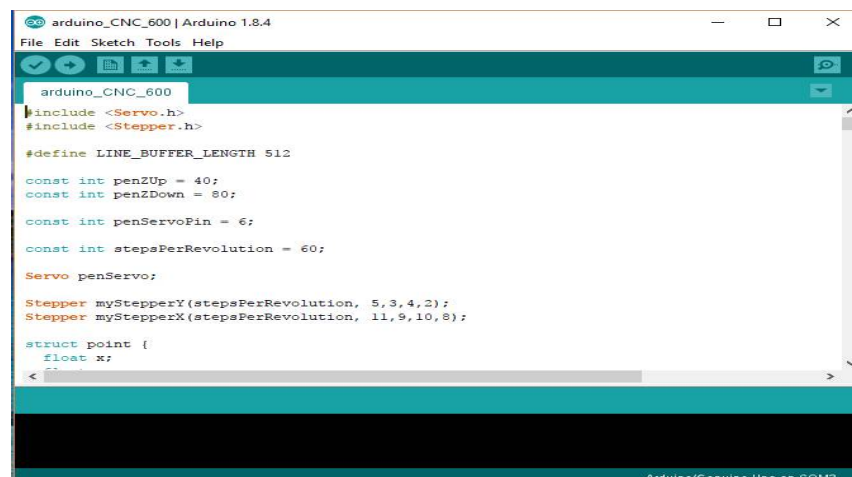 arduino_CNC_600 | Arduino 1.8.4
File Edit Sketch Tools Help
arduino_CNC_600
#include <Servo.h>
#include <Stepper.h>
#define LINE_BUFFER_LENGTH 512
const int penZUp = 40;
const int penZDown = 80;
const int penServoPin = 6;
const int stepsPerRevolution = 60;
Servo penServo;
Stepper myStepperY(stepsPerRevolution, 5,3,4,2);
Stepper myStepperX(stepsPerRevolution, 11,9,10,8);
struct point {
float x;